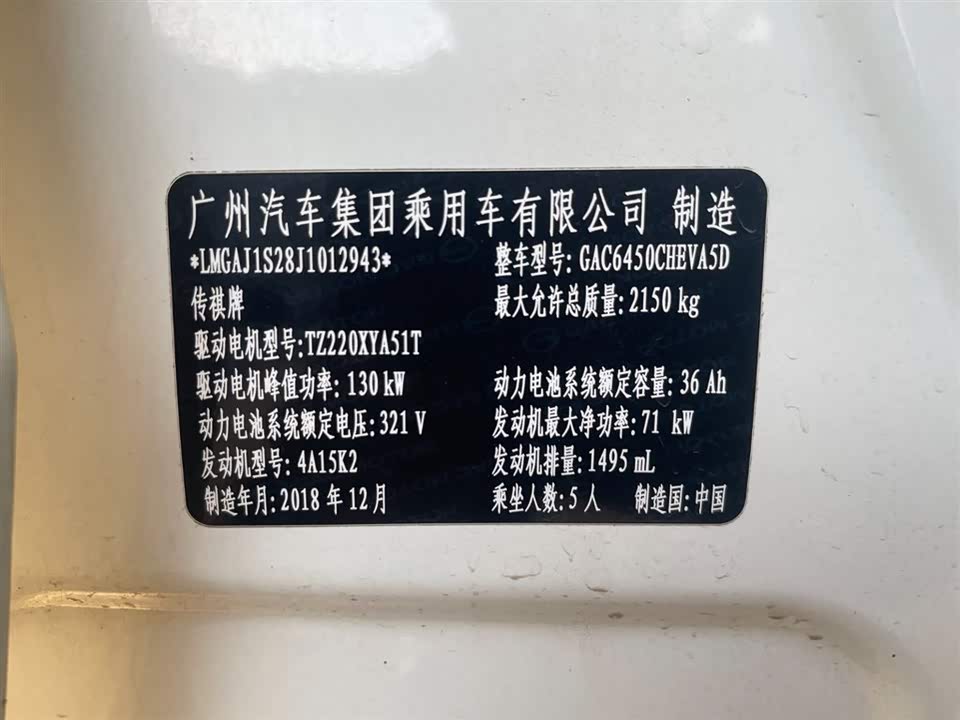 广州汽车集团乘用车有限公司 制造
*LMGAJ1S28J1012943* 整车型号: GAC6450CHEVA5D
传祺牌 最大允许总质量: 2150 kg
驱动电机型号: TZ220XYA51T
驱动电机峰值功率: 130 kW 动力电池系统额定容量: 36 Ah
动力电池系统额定电压: 321 V 发动机最大净功率: 71 kW
发动机型号: 4A15K2 发动机排量: 1495 mL
制造年月: 2018 年 12 月 乘坐人数: 5 人 制造国: 中国